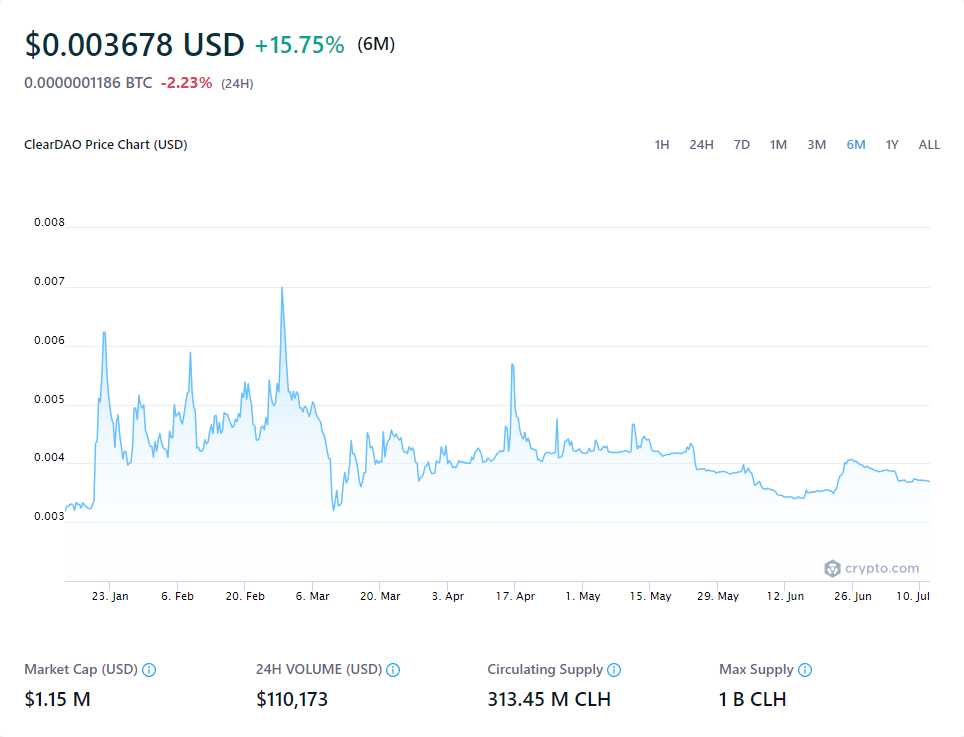 $0.003678 USD +15.75% (6M)
0.0000001186 BTC -2.23% (24H)
ClearDAO Price Chart (USD) 1H 24H 7D 1M 3M 6M 1Y ALL
0.008
0.007
0.006
0.005
0.004
0.003
crypto.com
23. Jan 6. Feb 20. Feb 6. Mar 20. Mar 3. Apr 17. Apr 1. May 15. May 29. May 12. Jun 26. Jun 10. Jul
Market Cap (USD) 24H VOLUME (USD) Circulating Supply Max Supply
$1.15 M $110,173 313.45 M CLH 1 B CLH